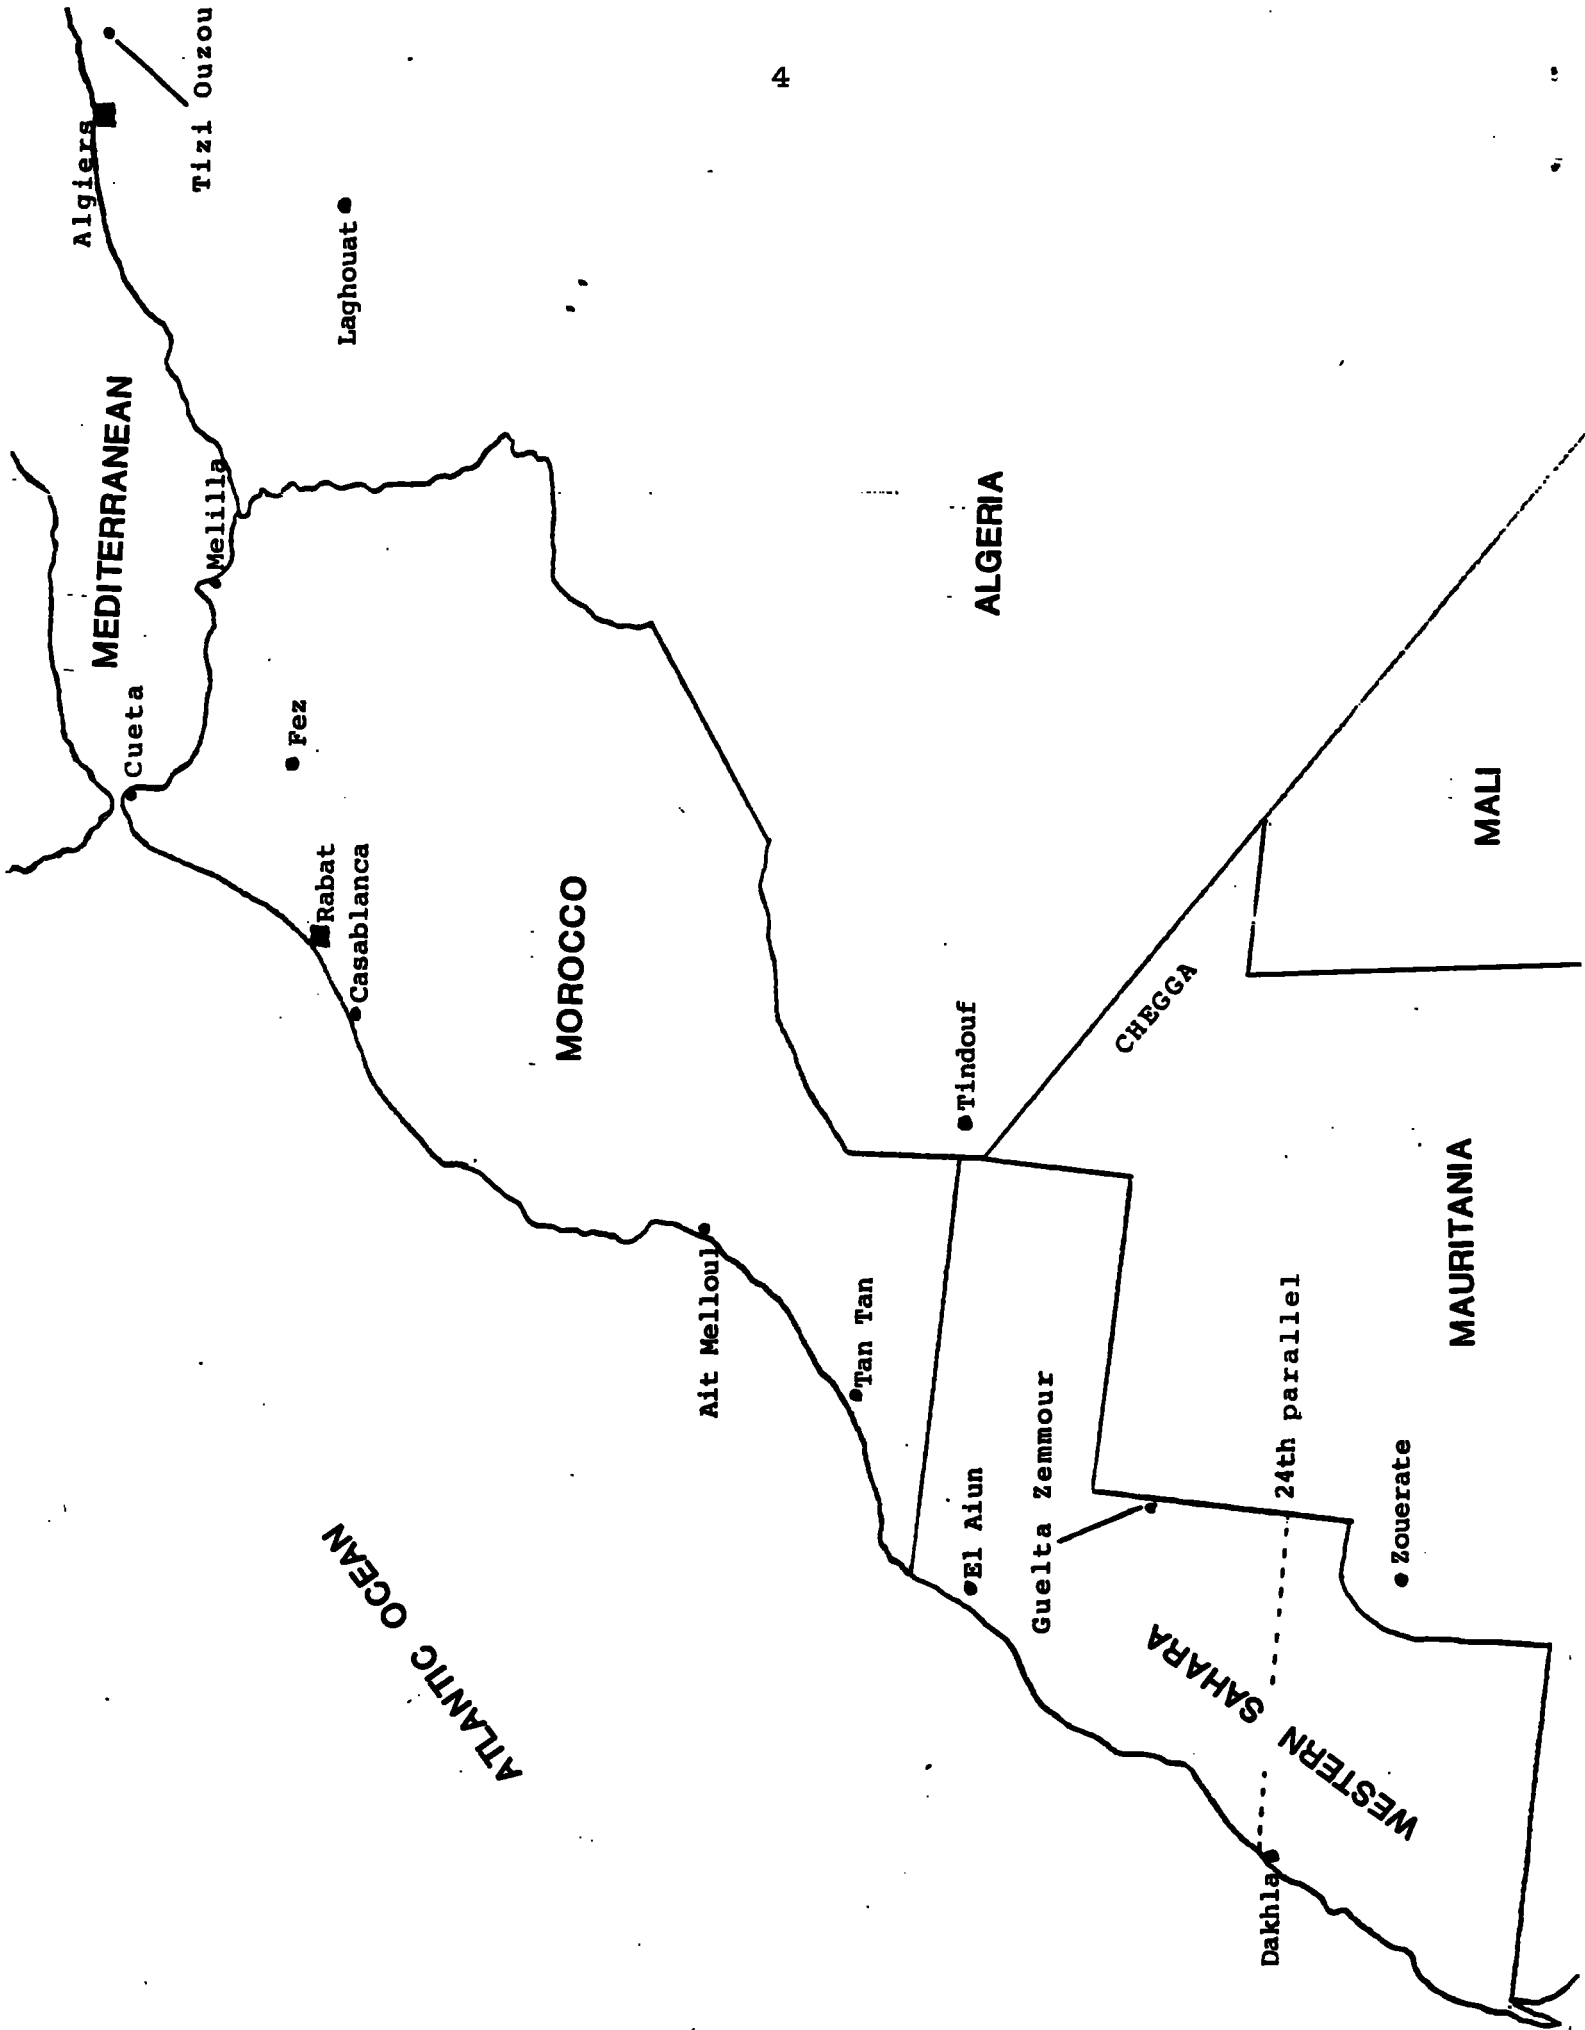 4
Algiers
Tizi Ouzou
Laghouat
MEDITERRANEAN
Melilla
Cueta
Fez
Rabat
Casablanca
MOROCCO
ALGERIA
ATLANTIC OCEAN
Ait Melloul
Tan Tan
Tindouf
CHEGGA
MALI
El Aiun
Guelta Zemmour
24th parallel
MAURITANIA
Zouerate
WESTERN SAHARA
Dakhla